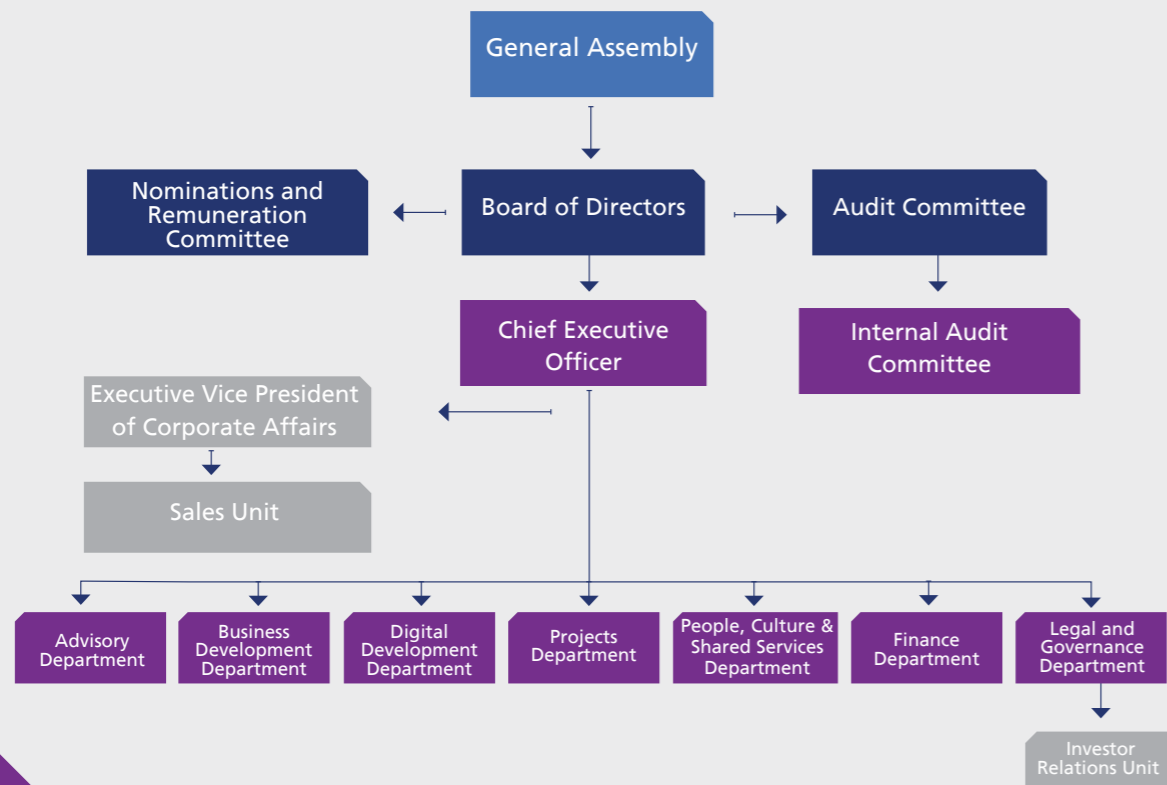 General Assembly
Nominations and
Remuneration
Committee
Board of Directors
Audit Committee
Chief Executive
Officer
Internal Audit
Committee
Executive Vice President
of Corporate Affairs
Sales Unit
Advisory
Department
Business
Development
Department
Digital
Development
Department
Projects
Department
People, Culture &
Shared Services
Department
Finance
Department
Legal and
Governance
Department
Investor
Relations Unit